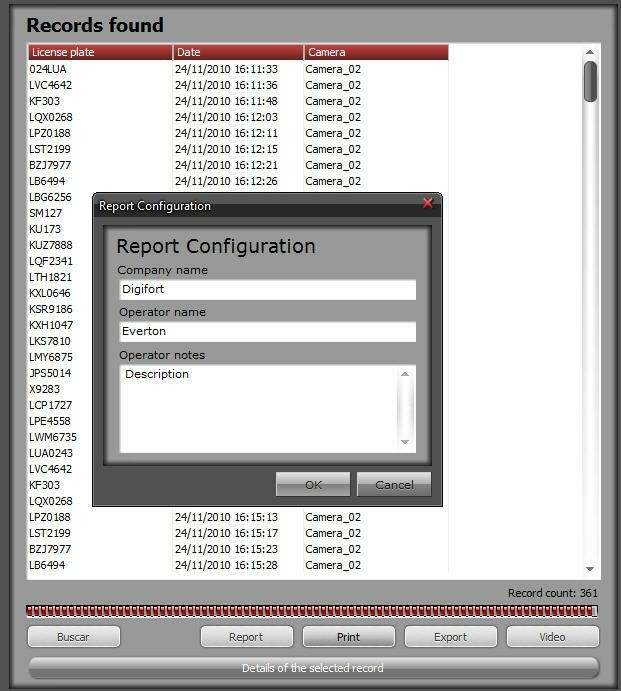 Records found
License plate Date Camera
024LUA 24/11/2010 16:11:33 Camera_02
LVC4642 24/11/2010 16:11:36 Camera_02
KF303 24/11/2010 16:11:48 Camera_02
LQX0268 24/11/2010 16:12:03 Camera_02
LPZ0188 24/11/2010 16:12:11 Camera_02
LST2199 24/11/2010 16:12:15 Camera_02
BZJ7977 24/11/2010 16:12:21 Camera_02
LB6494 24/11/2010 16:12:26 Camera_02
LBG6256
SM127
KU173
KUZ7888
LQF2341
LTH1821
KXL0646
KSR9186
KXH1047
LKS7810
LMY6875
JPS5014
X9283
LCP1727
LPE4558
LWM6735
LUA0243
LVC4642
KF303
LQX0268
Report Configuration
Report Configuration
Company name
Digifort
Operator name
Everton
Operator notes
Description
OK Cancel
LPZ0188 24/11/2010 16:15:13 Camera_02
LST2199 24/11/2010 16:15:17 Camera_02
BZJ7977 24/11/2010 16:15:23 Camera_02
LB6494 24/11/2010 16:15:28 Camera_02
Record count: 361
Buscar Report Print Export Video
Details of the selected record